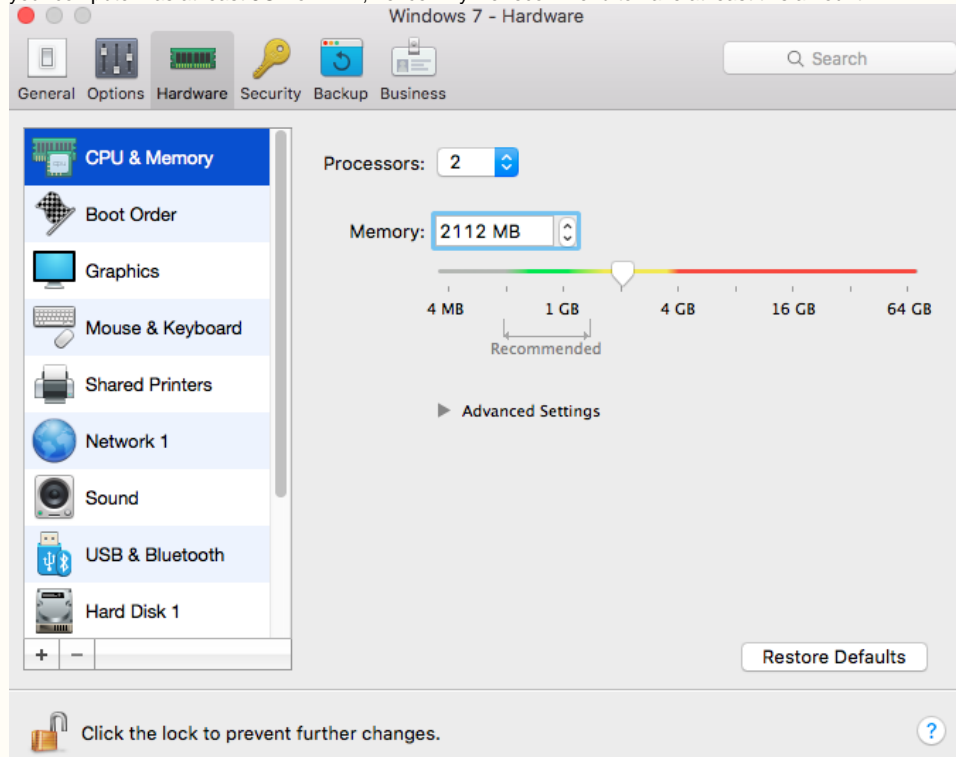 Windows 7 - Hardware
Search
General Options Hardware Security Backup Business
CPU & Memory
Boot Order
Graphics
Mouse & Keyboard
Shared Printers
Network 1
Sound
USB & Bluetooth
Hard Disk 1
+ -
Processors: 2
Memory: 2112 MB
4 MB 1 GB 4 GB 16 GB 64 GB
Recommended
Advanced Settings
Restore Defaults
Click the lock to prevent further changes.
?